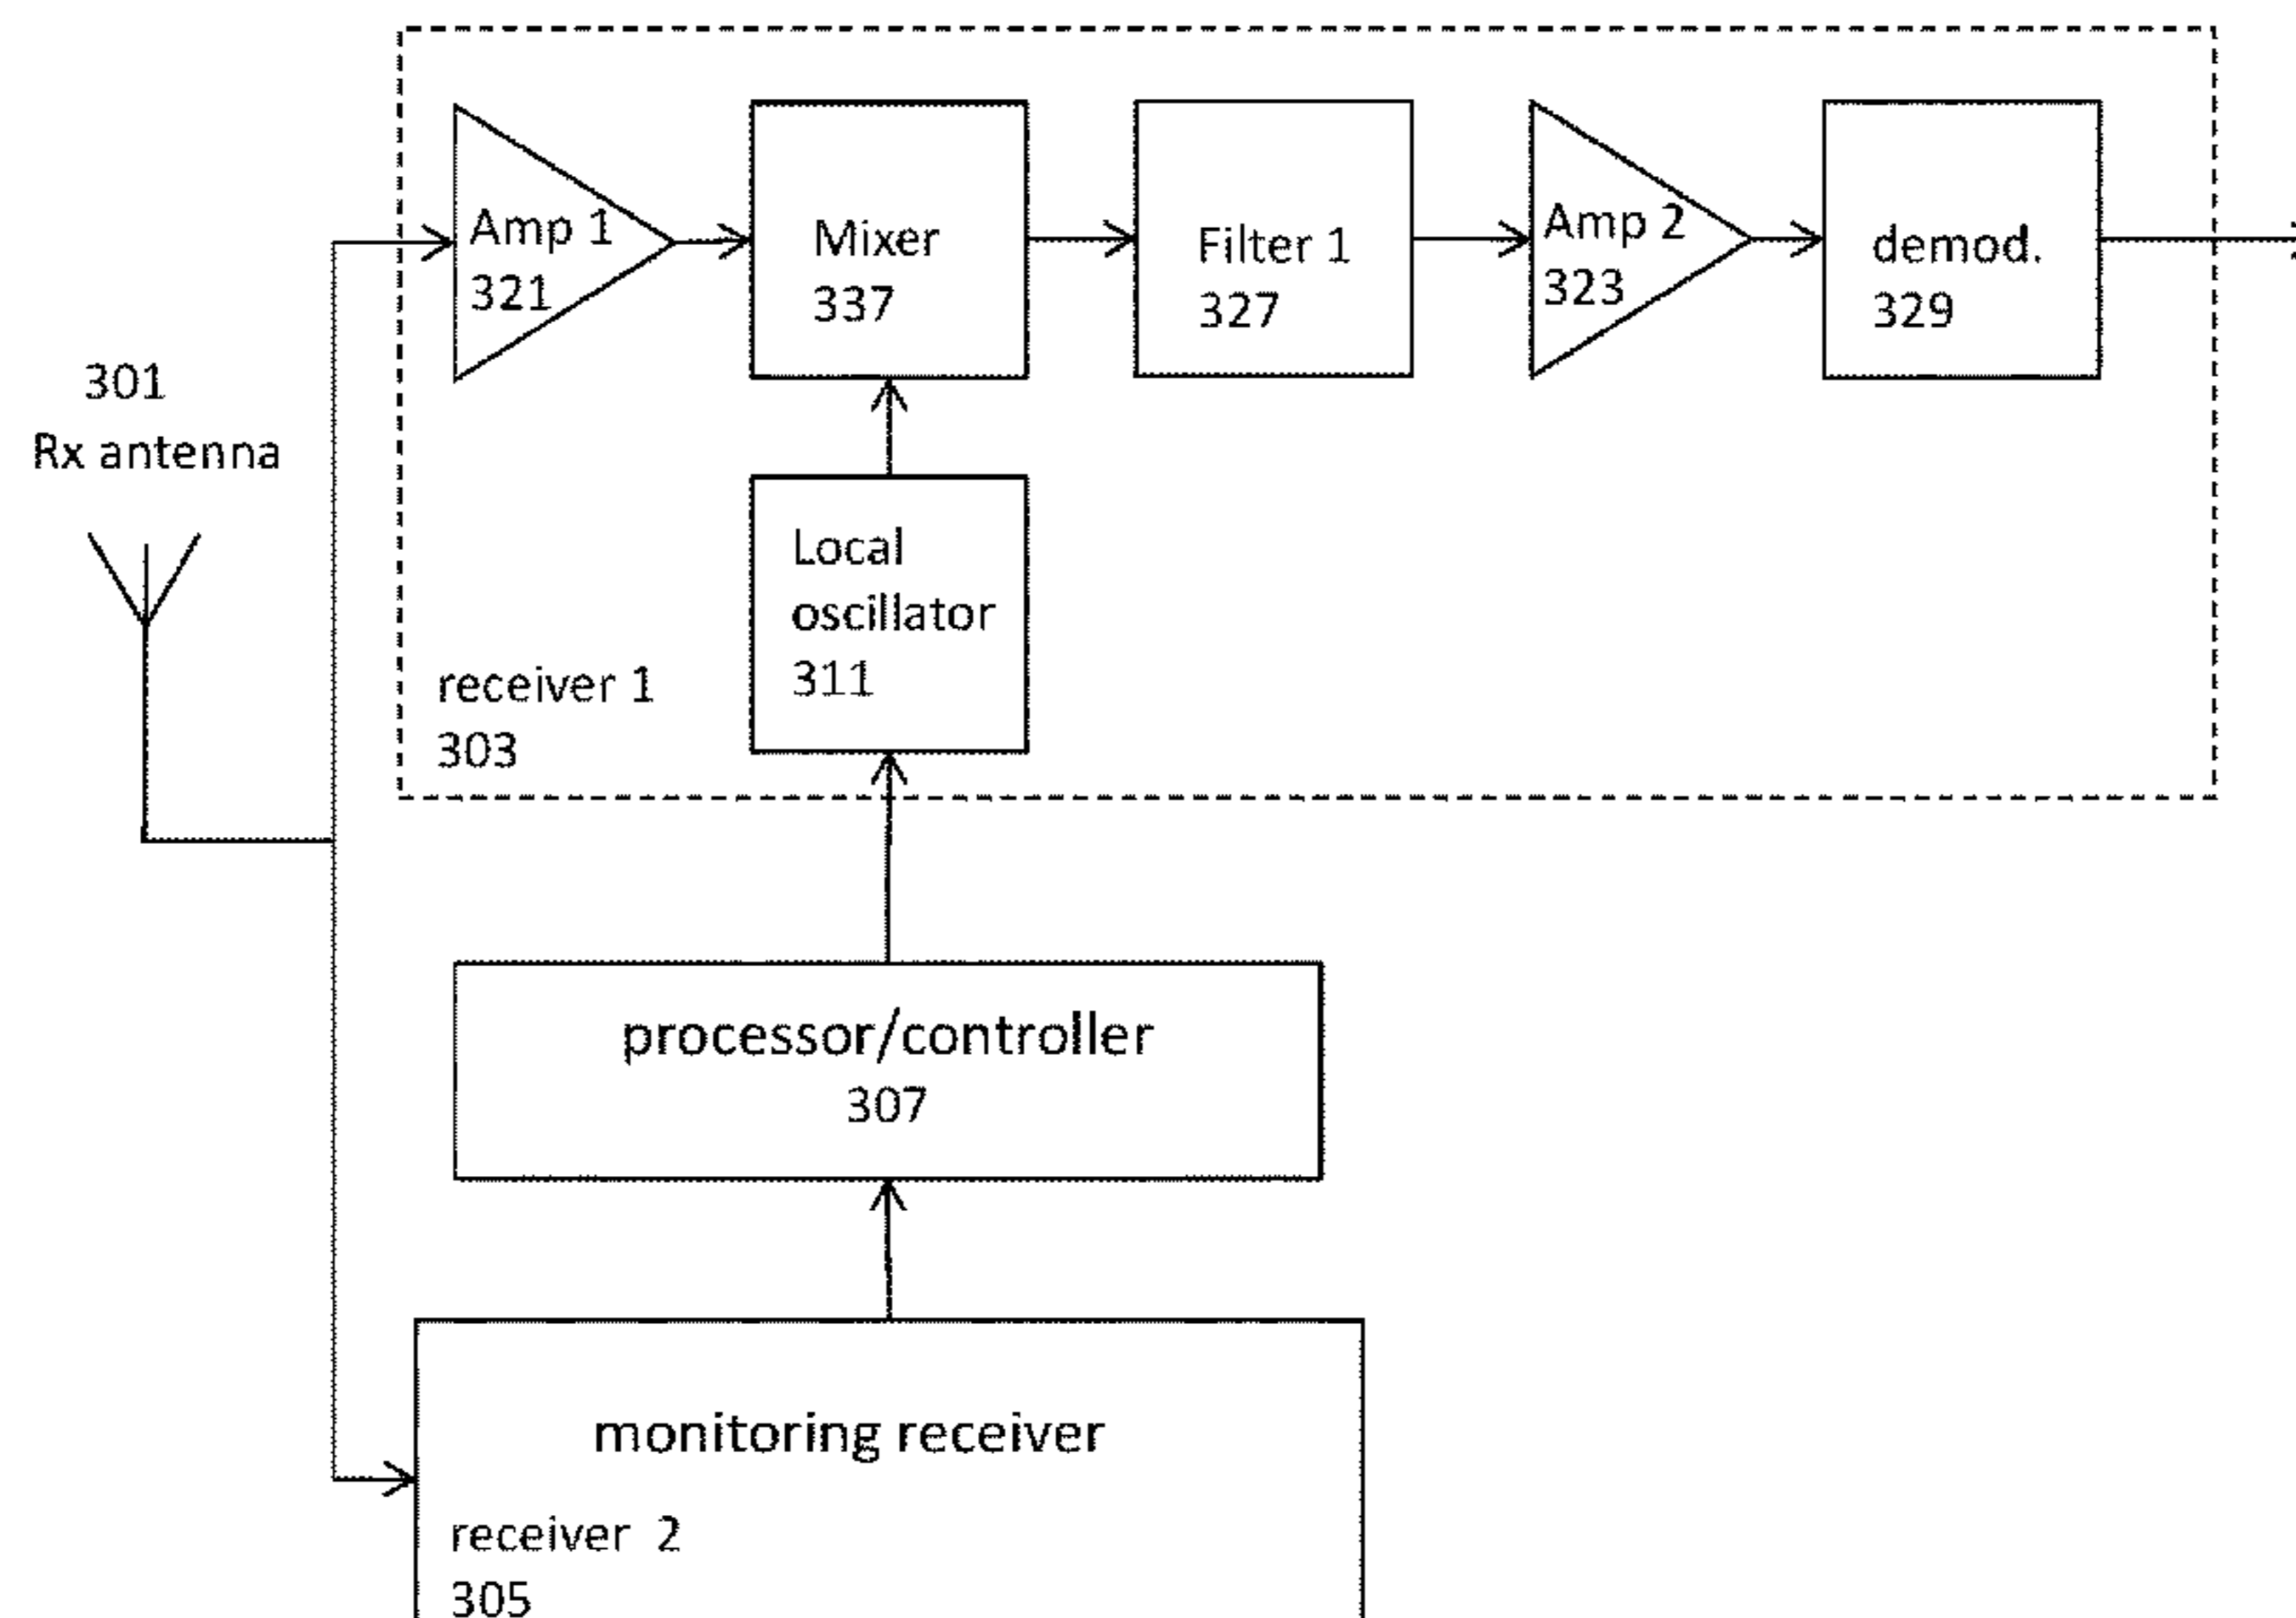 Amp 1
321
Mixer
337
Filter 1
327
Amp 2
323
demod.
329
301
Rx antenna
Local
oscillator
311
receiver 1
303
processor/controller
307
monitoring receiver
receiver 2
305